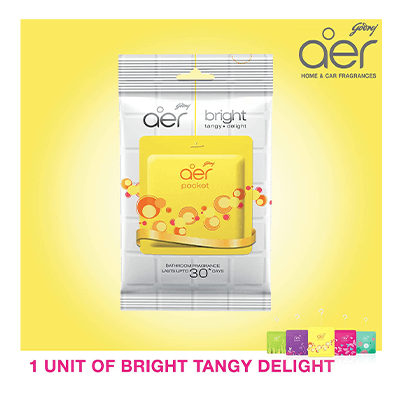 Godrej
aer
HOME & CAR FRAGRANCES
Godrej
aer
bright
tangy • delight
Godrej
aer
pocket
BATHROOM FRAGRANCE
LASTS UPTO 30* DAYS
1 UNIT OF BRIGHT TANGY DELIGHT